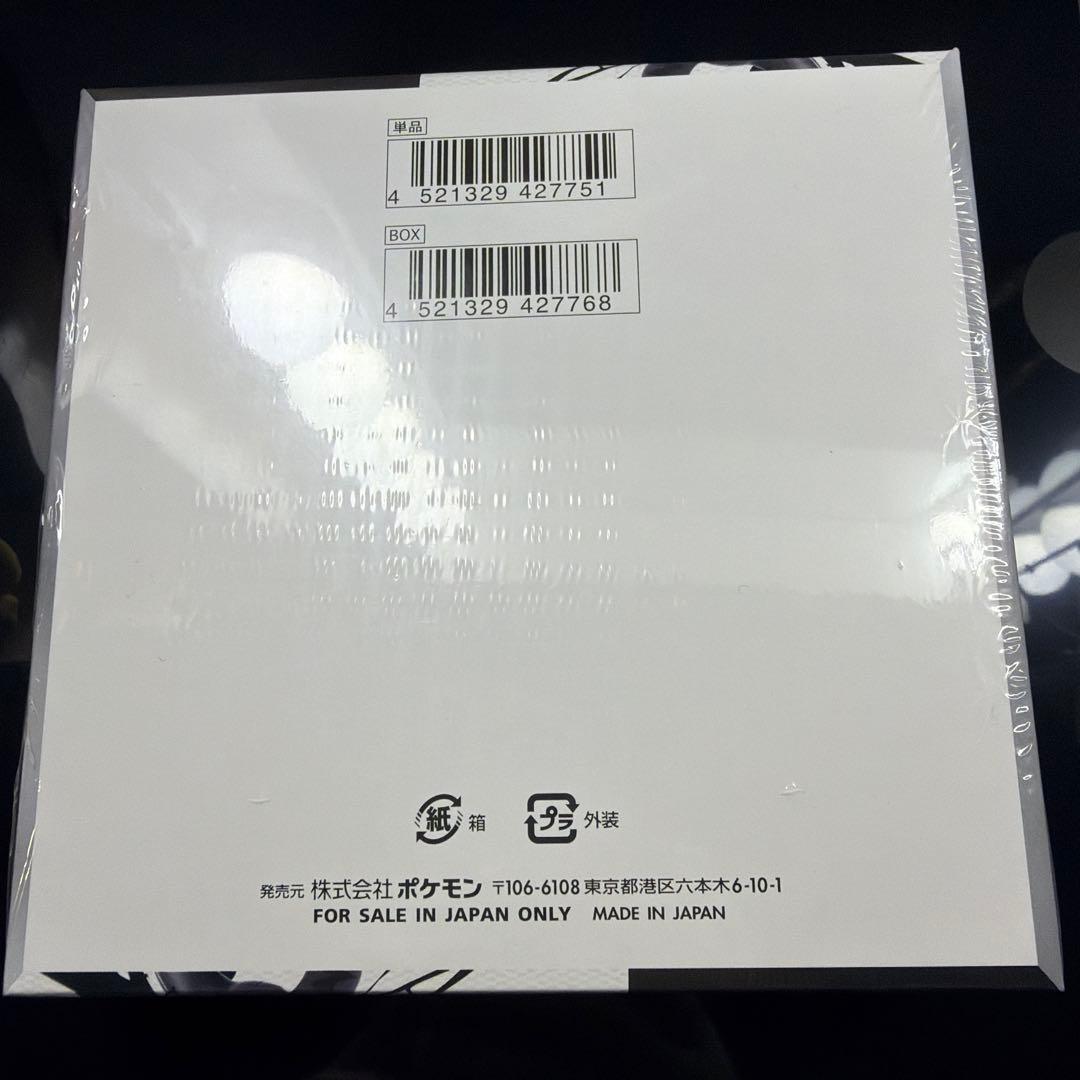 単品
4 521329 427751
BOX
4 521329 427768
紙 箱 プラ 外装
発売元 株式会社ポケモン 〒106-6108 東京都港区六本木6-10-1
FOR SALE IN JAPAN ONLY MADE IN JAPAN